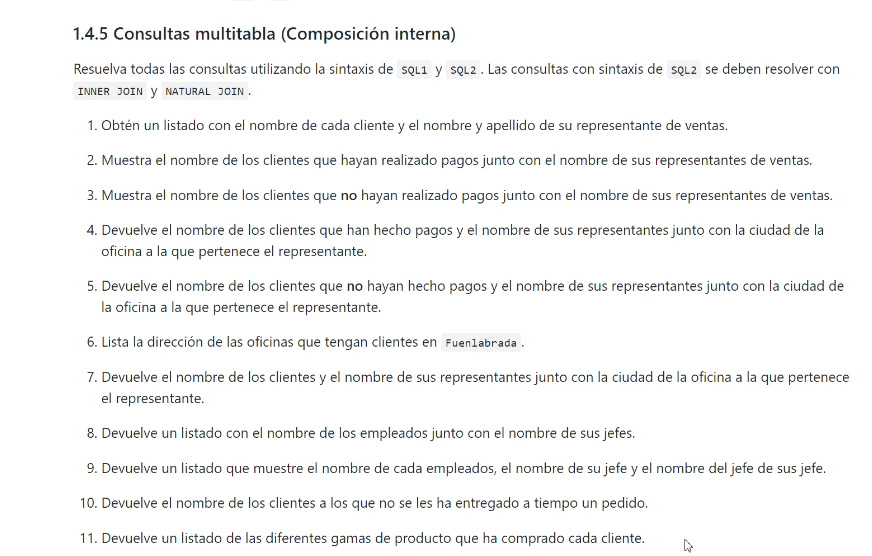 1.4.5 Consultas multitabla (Composición interna)
Resuelva todas las consultas utilizando la sintaxis de SQL1 y SQL2. Las consultas con sintaxis de SQL2 se deben resolver con
INNER JOIN y NATURAL JOIN.
1. Obtén un listado con el nombre de cada cliente y el nombre y apellido de su representante de ventas.
2. Muestra el nombre de los clientes que hayan realizado pagos junto con el nombre de sus representantes de ventas.
3. Muestra el nombre de los clientes que no hayan realizado pagos junto con el nombre de sus representantes de ventas.
4. Devuelve el nombre de los clientes que han hecho pagos y el nombre de sus representantes junto con la ciudad de la
oficina a la que pertenece el representante.
5. Devuelve el nombre de los clientes que no hayan hecho pagos y el nombre de sus representantes junto con la ciudad de
la oficina a la que pertenece el representante.
6. Lista la dirección de las oficinas que tengan clientes en Fuenlabrada.
7. Devuelve el nombre de los clientes y el nombre de sus representantes junto con la ciudad de la oficina a la que pertenece
el representante.
8. Devuelve un listado con el nombre de los empleados junto con el nombre de sus jefes.
9. Devuelve un listado que muestre el nombre de cada empleados, el nombre de su jefe y el nombre del jefe de sus jefe.
10. Devuelve el nombre de los clientes a los que no se les ha entregado a tiempo un pedido.
11. Devuelve un listado de las diferentes gamas de producto que ha comprado cada cliente.